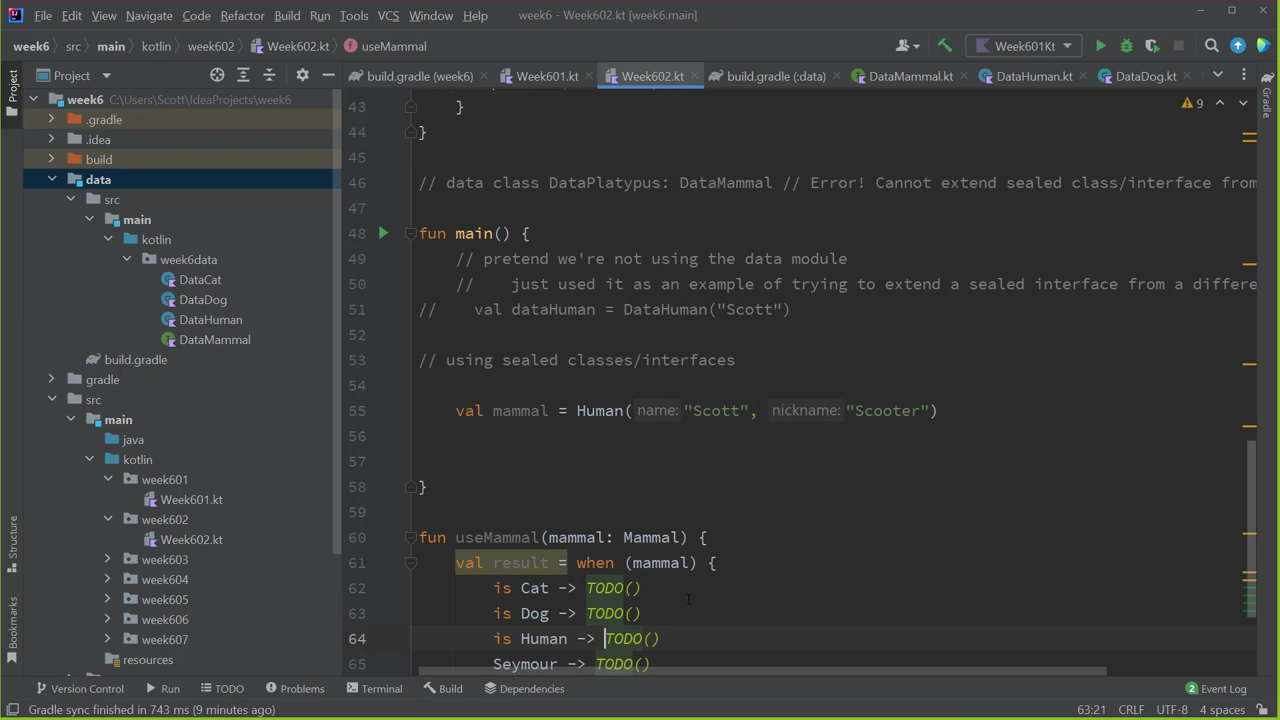 File Edit View Navigate Code Refactor Build Run Tools VCS Window Help week6 - Week602.kt [week6.main]
week6 src main kotlin week602 Week602.kt useMammal Week601Kt
Project build.gradle (week6) Week601.kt Week602.kt build.gradle (:data) DataMammal.kt DataHuman.kt DataDog.kt
Project
Structure
Bookmarks
week6 C:\Users\Scott\IdeaProjects\week6
.gradle
.idea
build
data
src
main
kotlin
week6data
DataCat
DataDog
DataHuman
DataMammal
build.gradle
gradle
src
main
java
kotlin
week601
Week601.kt
week602
Week602.kt
week603
week604
week605
week606
week607
resources
9
43 }
44 }
45
46 // data class DataPlatypus: DataMammal // Error! Cannot extend sealed class/interface from
47
48 fun main() {
49 // pretend we're not using the data module
50 // just used it as an example of trying to extend a sealed interface from a differe
51 // val dataHuman = DataHuman("Scott")
52
53 // using sealed classes/interfaces
54
55 val mammal = Human( name: "Scott", nickname: "Scooter")
56
57
58 }
59
60 fun useMammal(mammal: Mammal) {
61 val result = when (mammal) {
62 is Cat -> TODO()
63 is Dog -> TODO()
64 is Human -> TODO()
65 Seymour -> TODO()
Gradle
Version Control Run TODO Problems Terminal Build Dependencies 2 Event Log
Gradle sync finished in 743 ms (9 minutes ago) 63:21 CRLF UTF-8 4 spaces